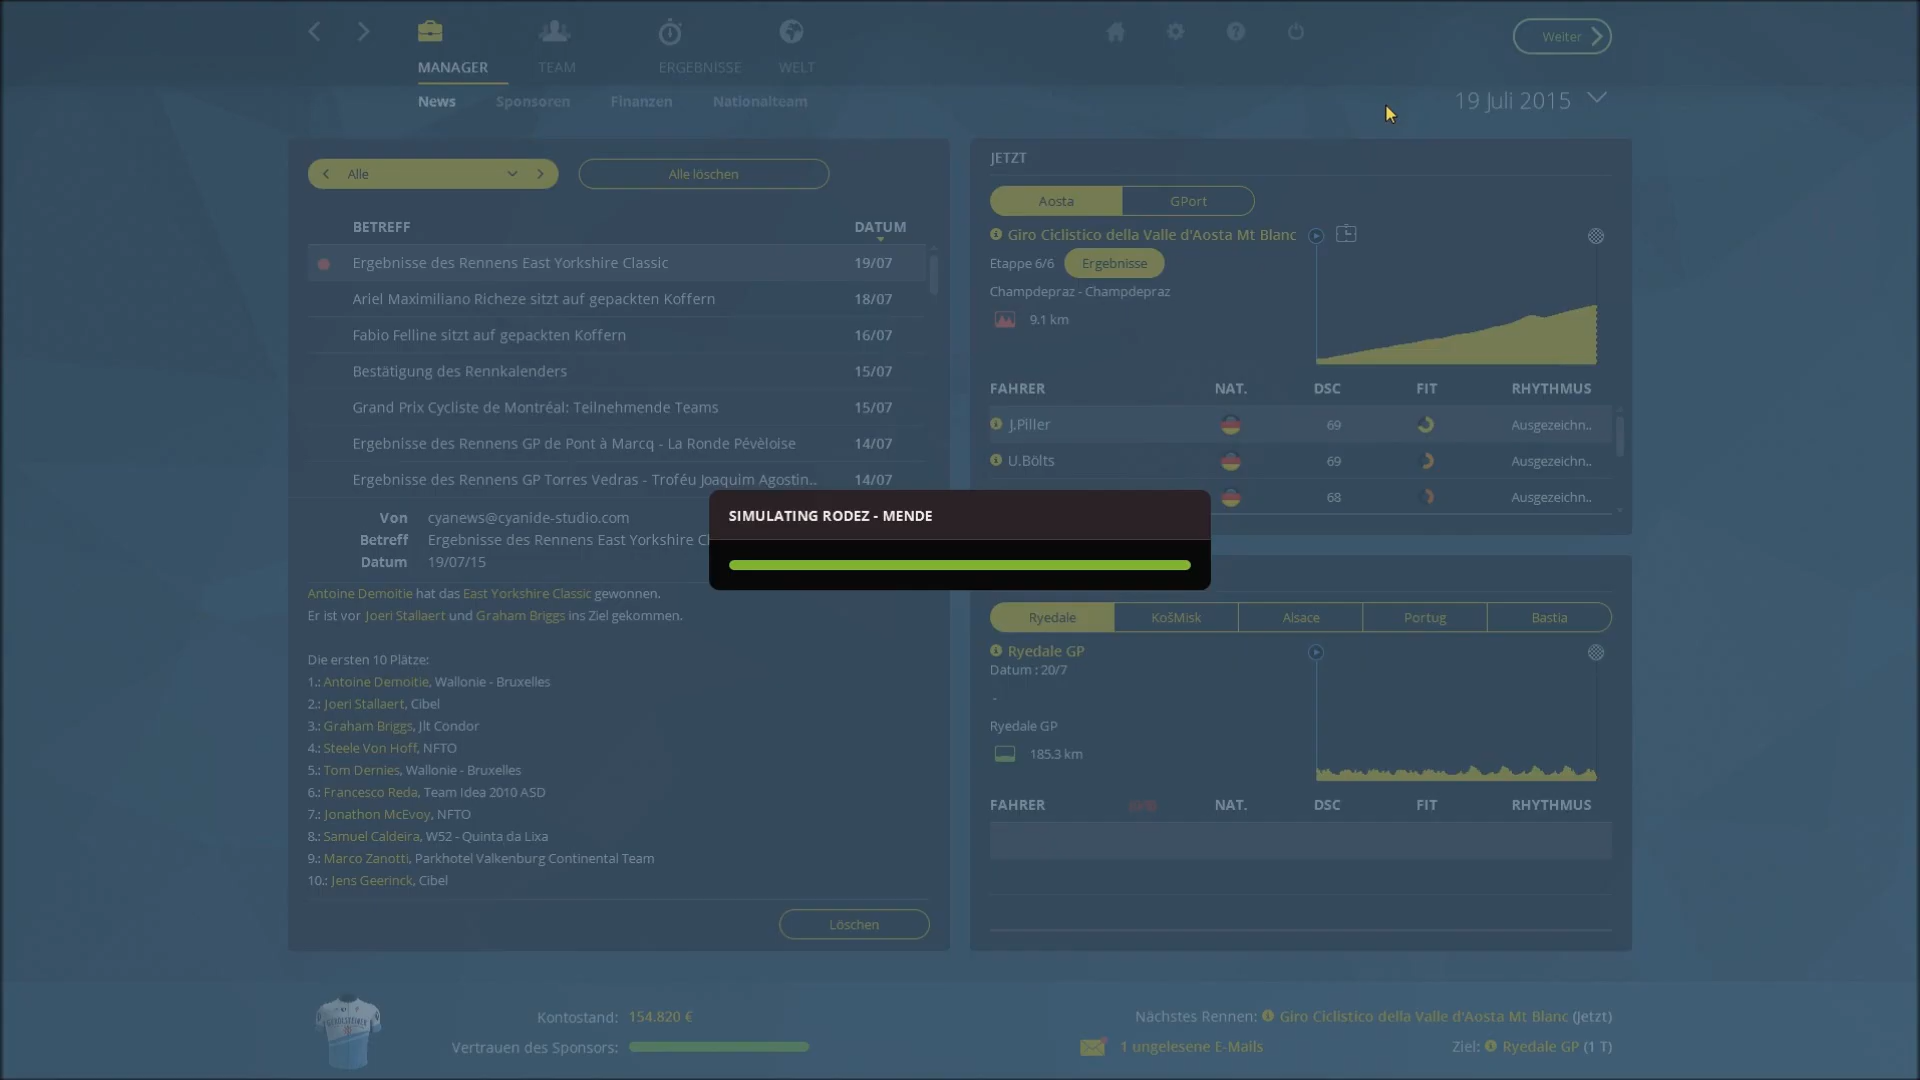 MANAGER
TEAM
ERGEBNISSE
WELT
Weiter
News
Sponsoren
Finanzen
Nationalteam
19 Juli 2015
Alle
Alle löschen
BETREFF
DATUM
Ergebnisse des Rennens East Yorkshire Classic
19/07
Ariel Maximiliano Richeze sitzt auf gepackten Koffern
18/07
Fabio Felline sitzt auf gepackten Koffern
16/07
Bestätigung des Rennkalenders
15/07
Grand Prix Cycliste de Montréal: Teilnehmende Teams
15/07
Ergebnisse des Rennens GP de Pont à Marcq - La Ronde Pévèloise
14/07
Ergebnisse des Rennens GP Torres Vedras - Troféu Joaquim Agostin..
14/07
Von cyanews@cyanide-studio.com
Betreff Ergebnisse des Rennens East Yorkshire Cl
Datum 19/07/15
Antoine Demoitie hat das East Yorkshire Classic gewonnen.
Er ist vor Joeri Stallaert und Graham Briggs ins Ziel gekommen.
Die ersten 10 Plätze:
1.: Antoine Demoitie, Wallonie - Bruxelles
2.: Joeri Stallaert, Cibel
3.: Graham Briggs, Jlt Condor
4.: Steele Von Hoff, NFTO
5.: Tom Dernies, Wallonie - Bruxelles
6.: Francesco Reda, Team Idea 2010 ASD
7.: Jonathon McEvoy, NFTO
8.: Samuel Caldeira, W52 - Quinta da Lixa
9.: Marco Zanotti, Parkhotel Valkenburg Continental Team
10.: Jens Geerinck, Cibel
Löschen
SIMULATING RODEZ - MENDE
JETZT
Aosta
GPort
Giro Ciclistico della Valle d'Aosta Mt Blanc
Etappe 6/6
Ergebnisse
Champdepraz - Champdepraz
9.1 km
FAHRER NAT. DSC FIT RHYTHMUS
J.Piller 69 Ausgezeichn..
U.Bölts 69 Ausgezeichn..
68 Ausgezeichn..
Ryedale
KošMisk
Alsace
Portug
Bastia
Ryedale GP
Datum : 20/7
-
Ryedale GP
185.3 km
FAHRER NAT. DSC FIT RHYTHMUS
Kontostand: 154.820 €
Vertrauen des Sponsors:
Nächstes Rennen: Giro Ciclistico della Valle d'Aosta Mt Blanc (Jetzt)
1 ungelesene E-Mails
Ziel: Ryedale GP (1 T)